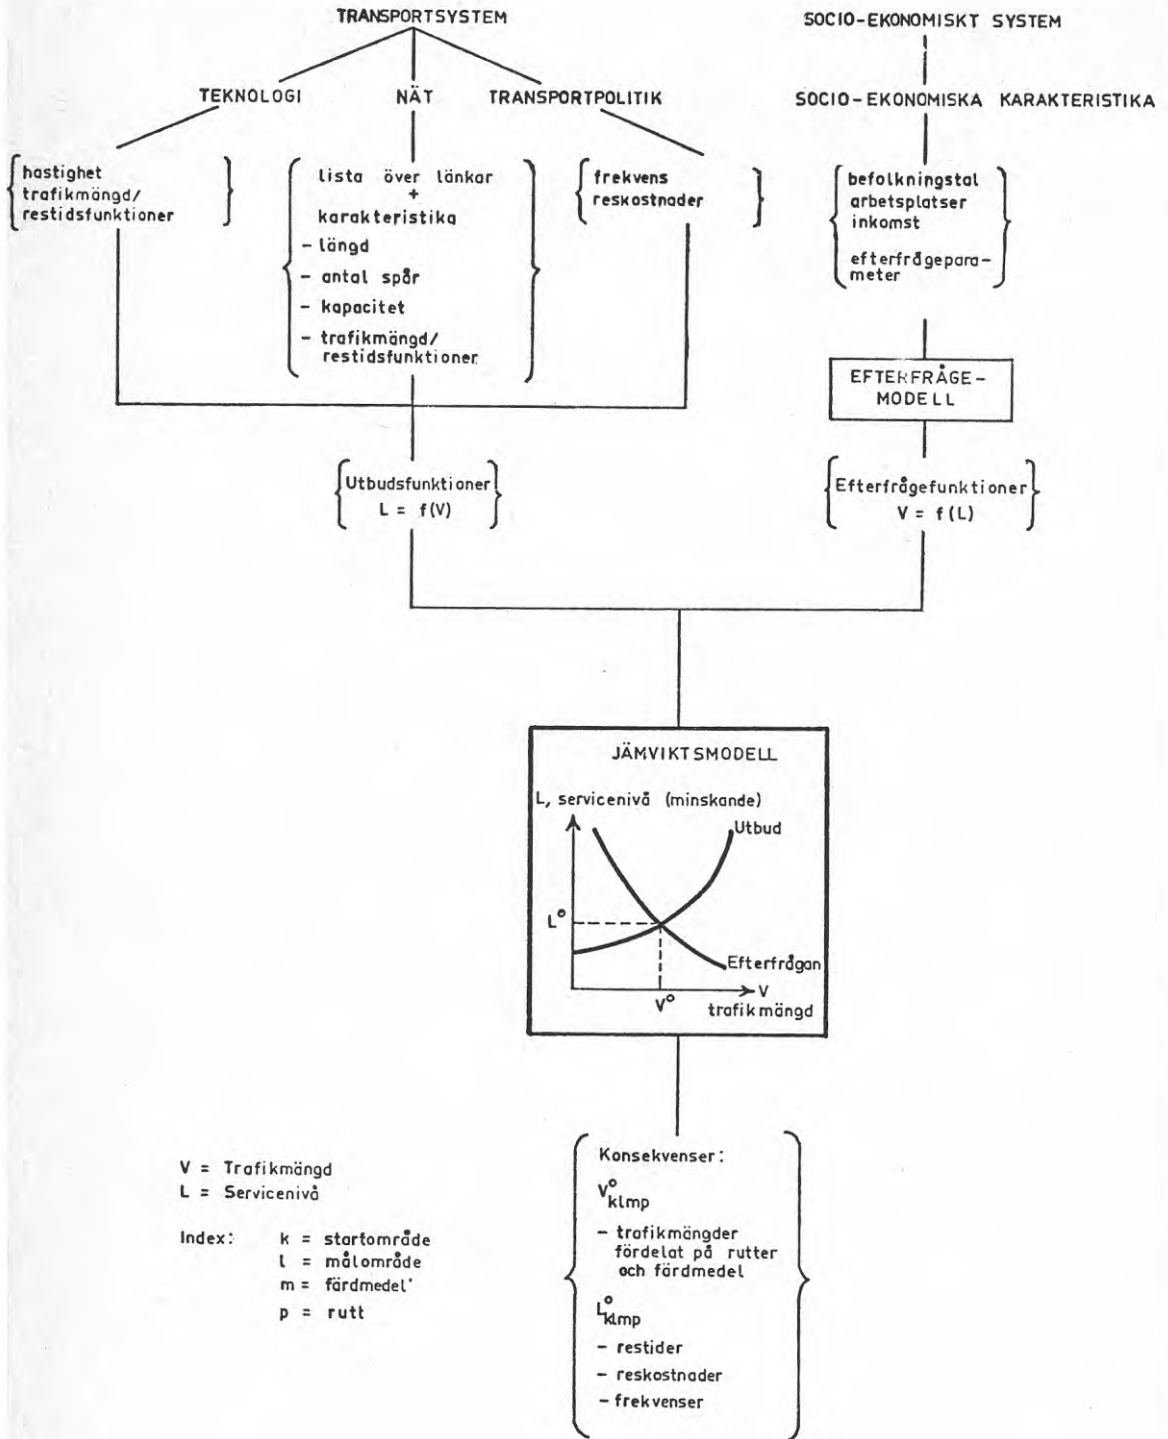 TRANSPORTSYSTEM
TEKNOLOGI
NÄT
TRANSPORTPOLITIK
hastighet
trafikmängd/
restidsfunktioner
lista över länkar
+
karakteristika
- längd
- antal spår
- kapacitet
- trafikmängd/
restidsfunktioner
frekvens
reskostnader
SOCIO-EKONOMISKT SYSTEM
SOCIO-EKONOMISKA KARAKTERISTIKA
befolkningstal
arbetsplatser
inkomst
efterfrågepara-
meter
EFTERFRÅGE-
MODELL
Utbudsfunktioner
L = f(V)
Efterfrågefunktioner
V = f(L)
JÄMVIKTSMODELL
L, servicenivå (minskande)
Utbud
L°
Efterfrågan
V
V°
trafikmängd
V = Trafikmängd
L = Servicenivå
Index: k = startområde
l = målområde
m = färdmedel
p = rutt
Konsekvenser:
V°klmp
- trafikmängder
fördelat på rutter
och färdmedel
L°klmp
- restider
- reskostnader
- frekvenser